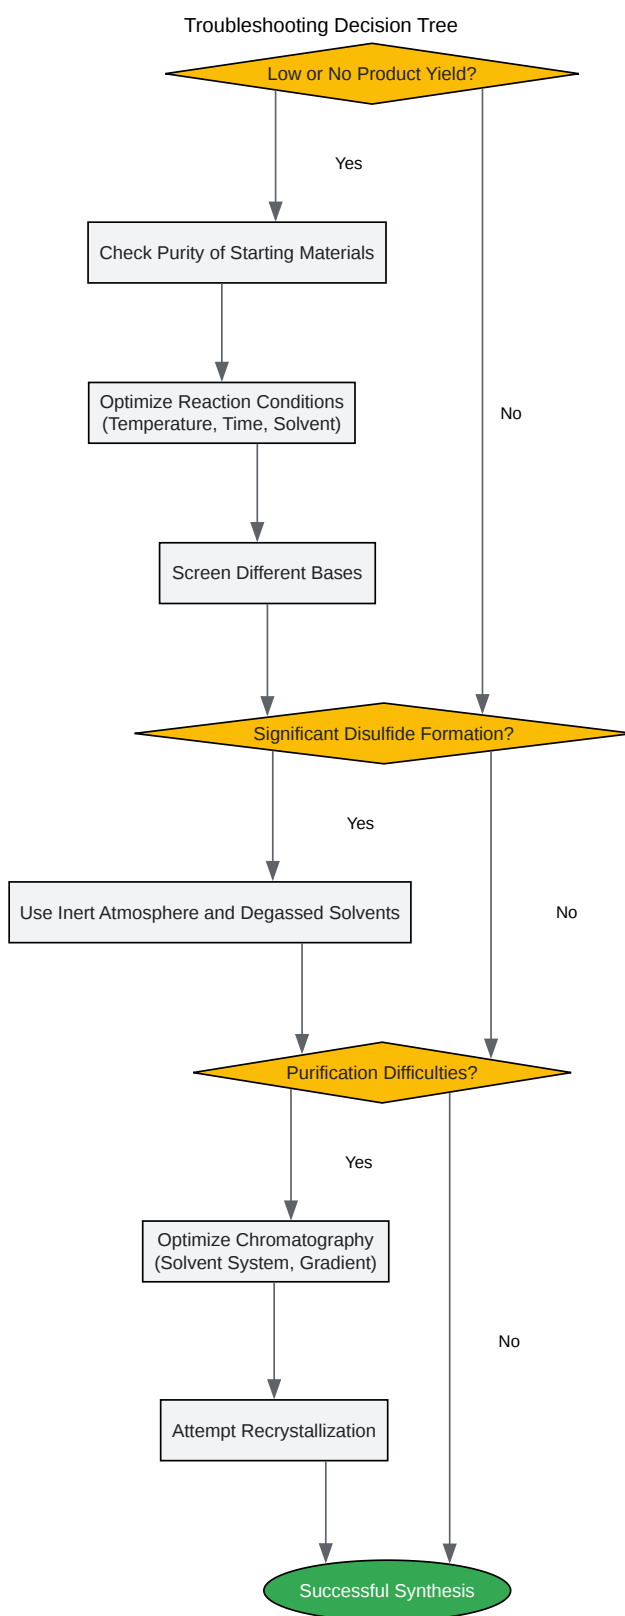 Troubleshooting Decision Tree
Low or No Product Yield?
Yes
Check Purity of Starting Materials
Optimize Reaction Conditions
(Temperature, Time, Solvent)
No
Screen Different Bases
Significant Disulfide Formation?
Yes
Use Inert Atmosphere and Degassed Solvents
No
Purification Difficulties?
Yes
Optimize Chromatography
(Solvent System, Gradient)
No
Attempt Recrystallization
Successful Synthesis